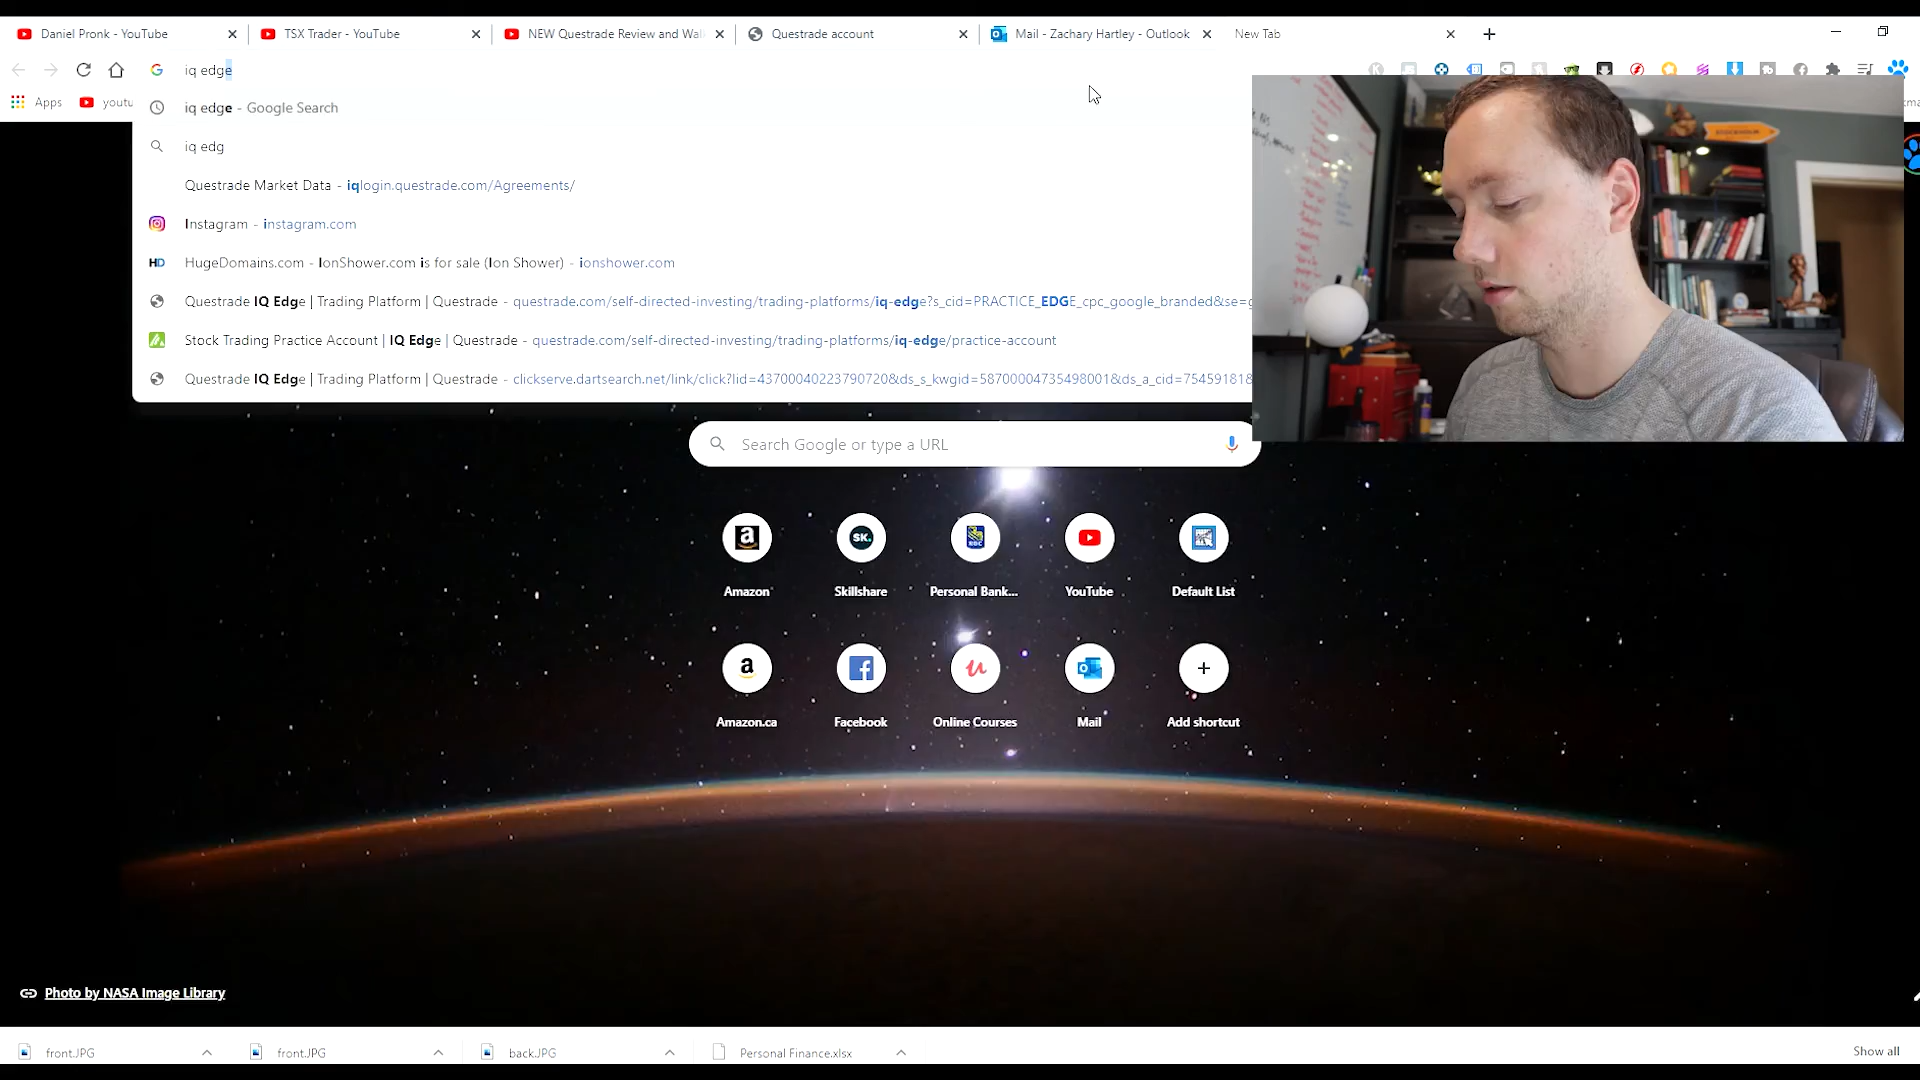 Daniel Pronk - YouTube
TSX Trader - YouTube
NEW Questrade Review and Wal
Questrade account
Mail - Zachary Hartley - Outlook
New Tab
iq edge
Apps
youtu
iq edge - Google Search
iq edg
Questrade Market Data - iqlogin.questrade.com/Agreements/
Instagram - instagram.com
HugeDomains.com - IonShower.com is for sale (Ion Shower) - ionshower.com
Questrade IQ Edge | Trading Platform | Questrade - questrade.com/self-directed-investing/trading-platforms/iq-edge?s_cid=PRACTICE_EDGE_cpc_google_branded&se=g
Stock Trading Practice Account | IQ Edge | Questrade - questrade.com/self-directed-investing/trading-platforms/iq-edge/practice-account
Questrade IQ Edge | Trading Platform | Questrade - clickserve.dartsearch.net/link/click?lid=43700040223790720&ds_s_kwgid=58700004735498001&ds_a_cid=754591818
Search Google or type a URL
Amazon
Skillshare
Personal Bank...
YouTube
Default List
Amazon.ca
Facebook
Online Courses
Mail
Add shortcut
Photo by NASA Image Library
front.JPG
front.JPG
back.JPG
Personal Finance.xlsx
Show all